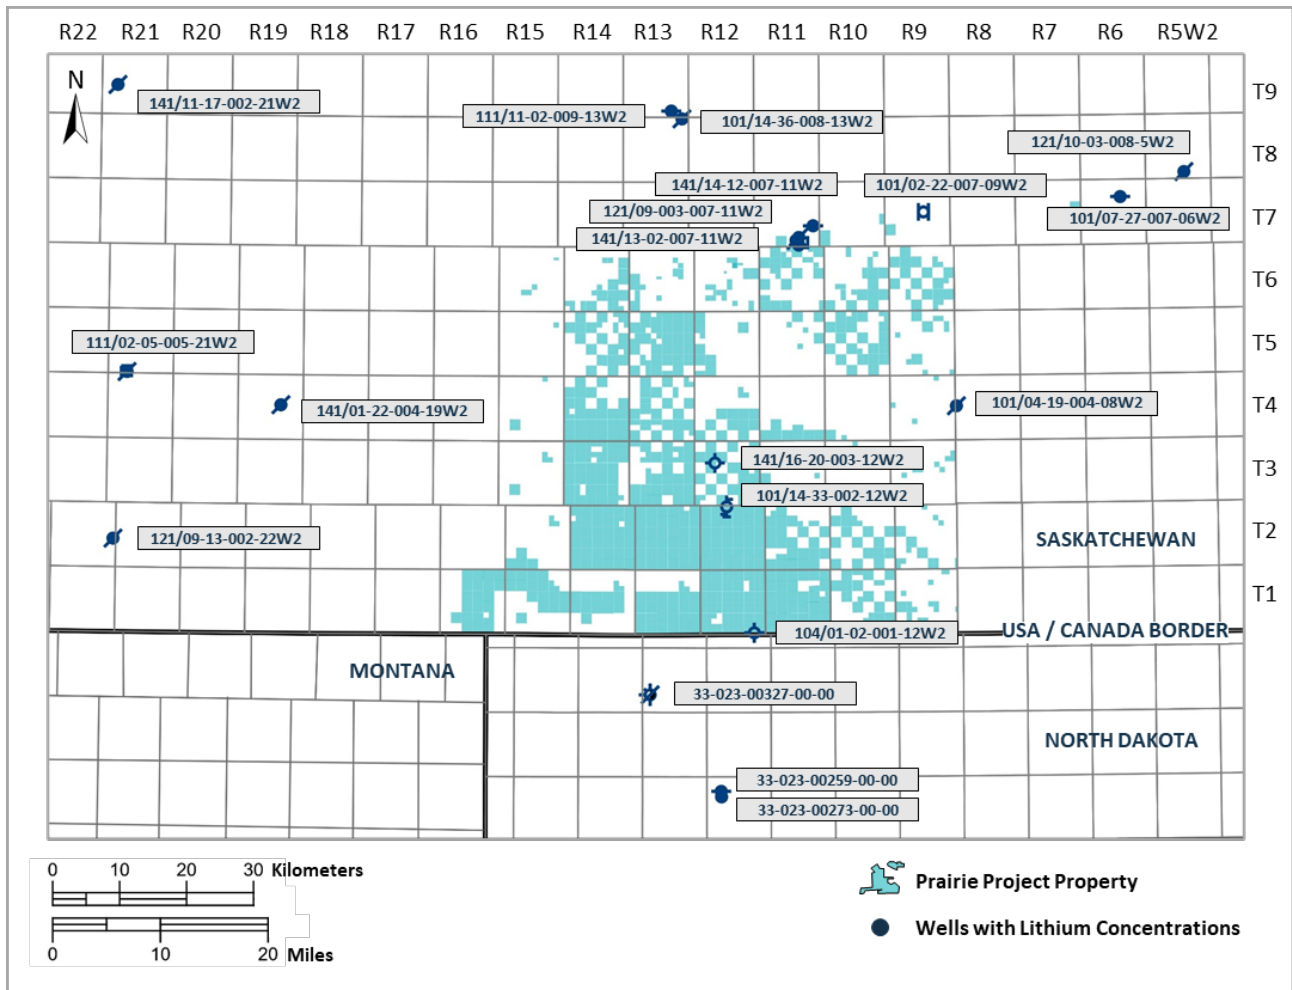 R22 R21 R20 R19 R18 R17 R16 R15 R14 R13 R12 R11 R10 R9 R8 R7 R6 R5W2
N
T9
141/11-17-002-21W2
111/11-02-009-13W2
101/14-36-008-13W2
121/10-03-008-5W2
T8
141/14-12-007-11W2
101/02-22-007-09W2
121/09-003-007-11W2
101/07-27-007-06W2
T7
141/13-02-007-11W2
T6
111/02-05-005-21W2
T5
141/01-22-004-19W2
101/04-19-004-08W2
T4
141/16-20-003-12W2
T3
101/14-33-002-12W2
121/09-13-002-22W2
SASKATCHEWAN
T2
T1
104/01-02-001-12W2
USA / CANADA BORDER
MONTANA
33-023-00327-00-00
NORTH DAKOTA
33-023-00259-00-00
33-023-00273-00-00
0 10 20 30 Kilometers
0 10 20 Miles
Prairie Project Property
Wells with Lithium Concentrations